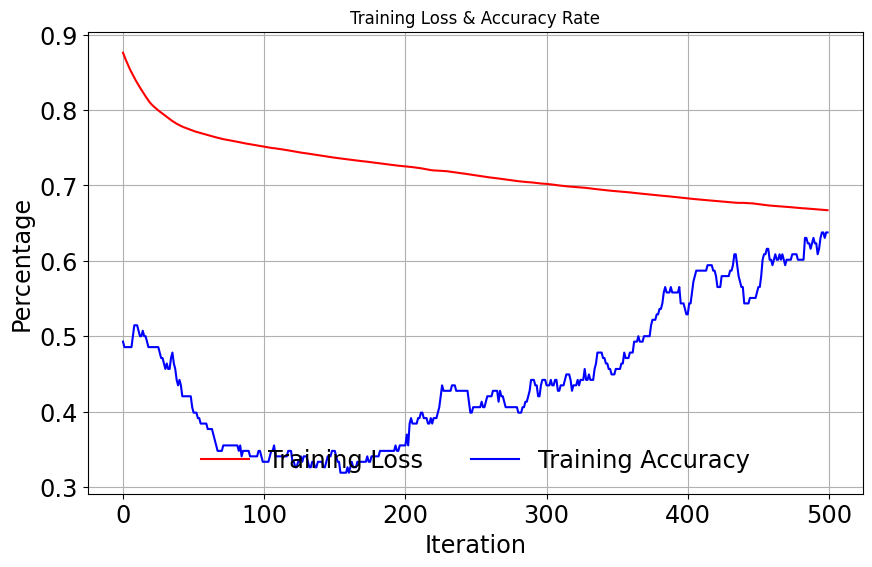 Training Loss & Accuracy Rate
0.9
0.8
0.7
0.6
0.5
0.4
0.3
Percentage
Training Loss
Training Accuracy
0 100 200 300 400 500
Iteration